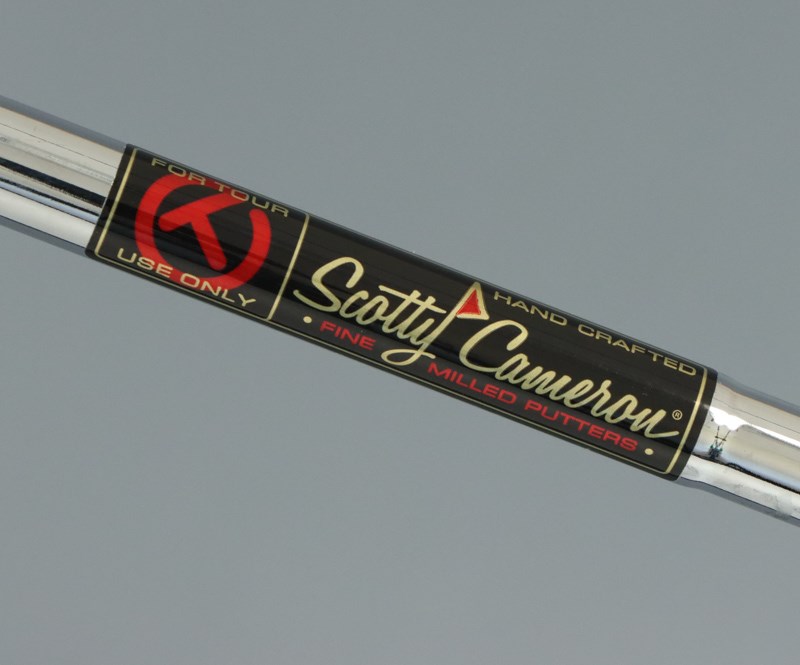 FOR TOUR
USE ONLY
HAND CRAFTED
Scotty Cameron®
• FINE MILLED PUTTERS •